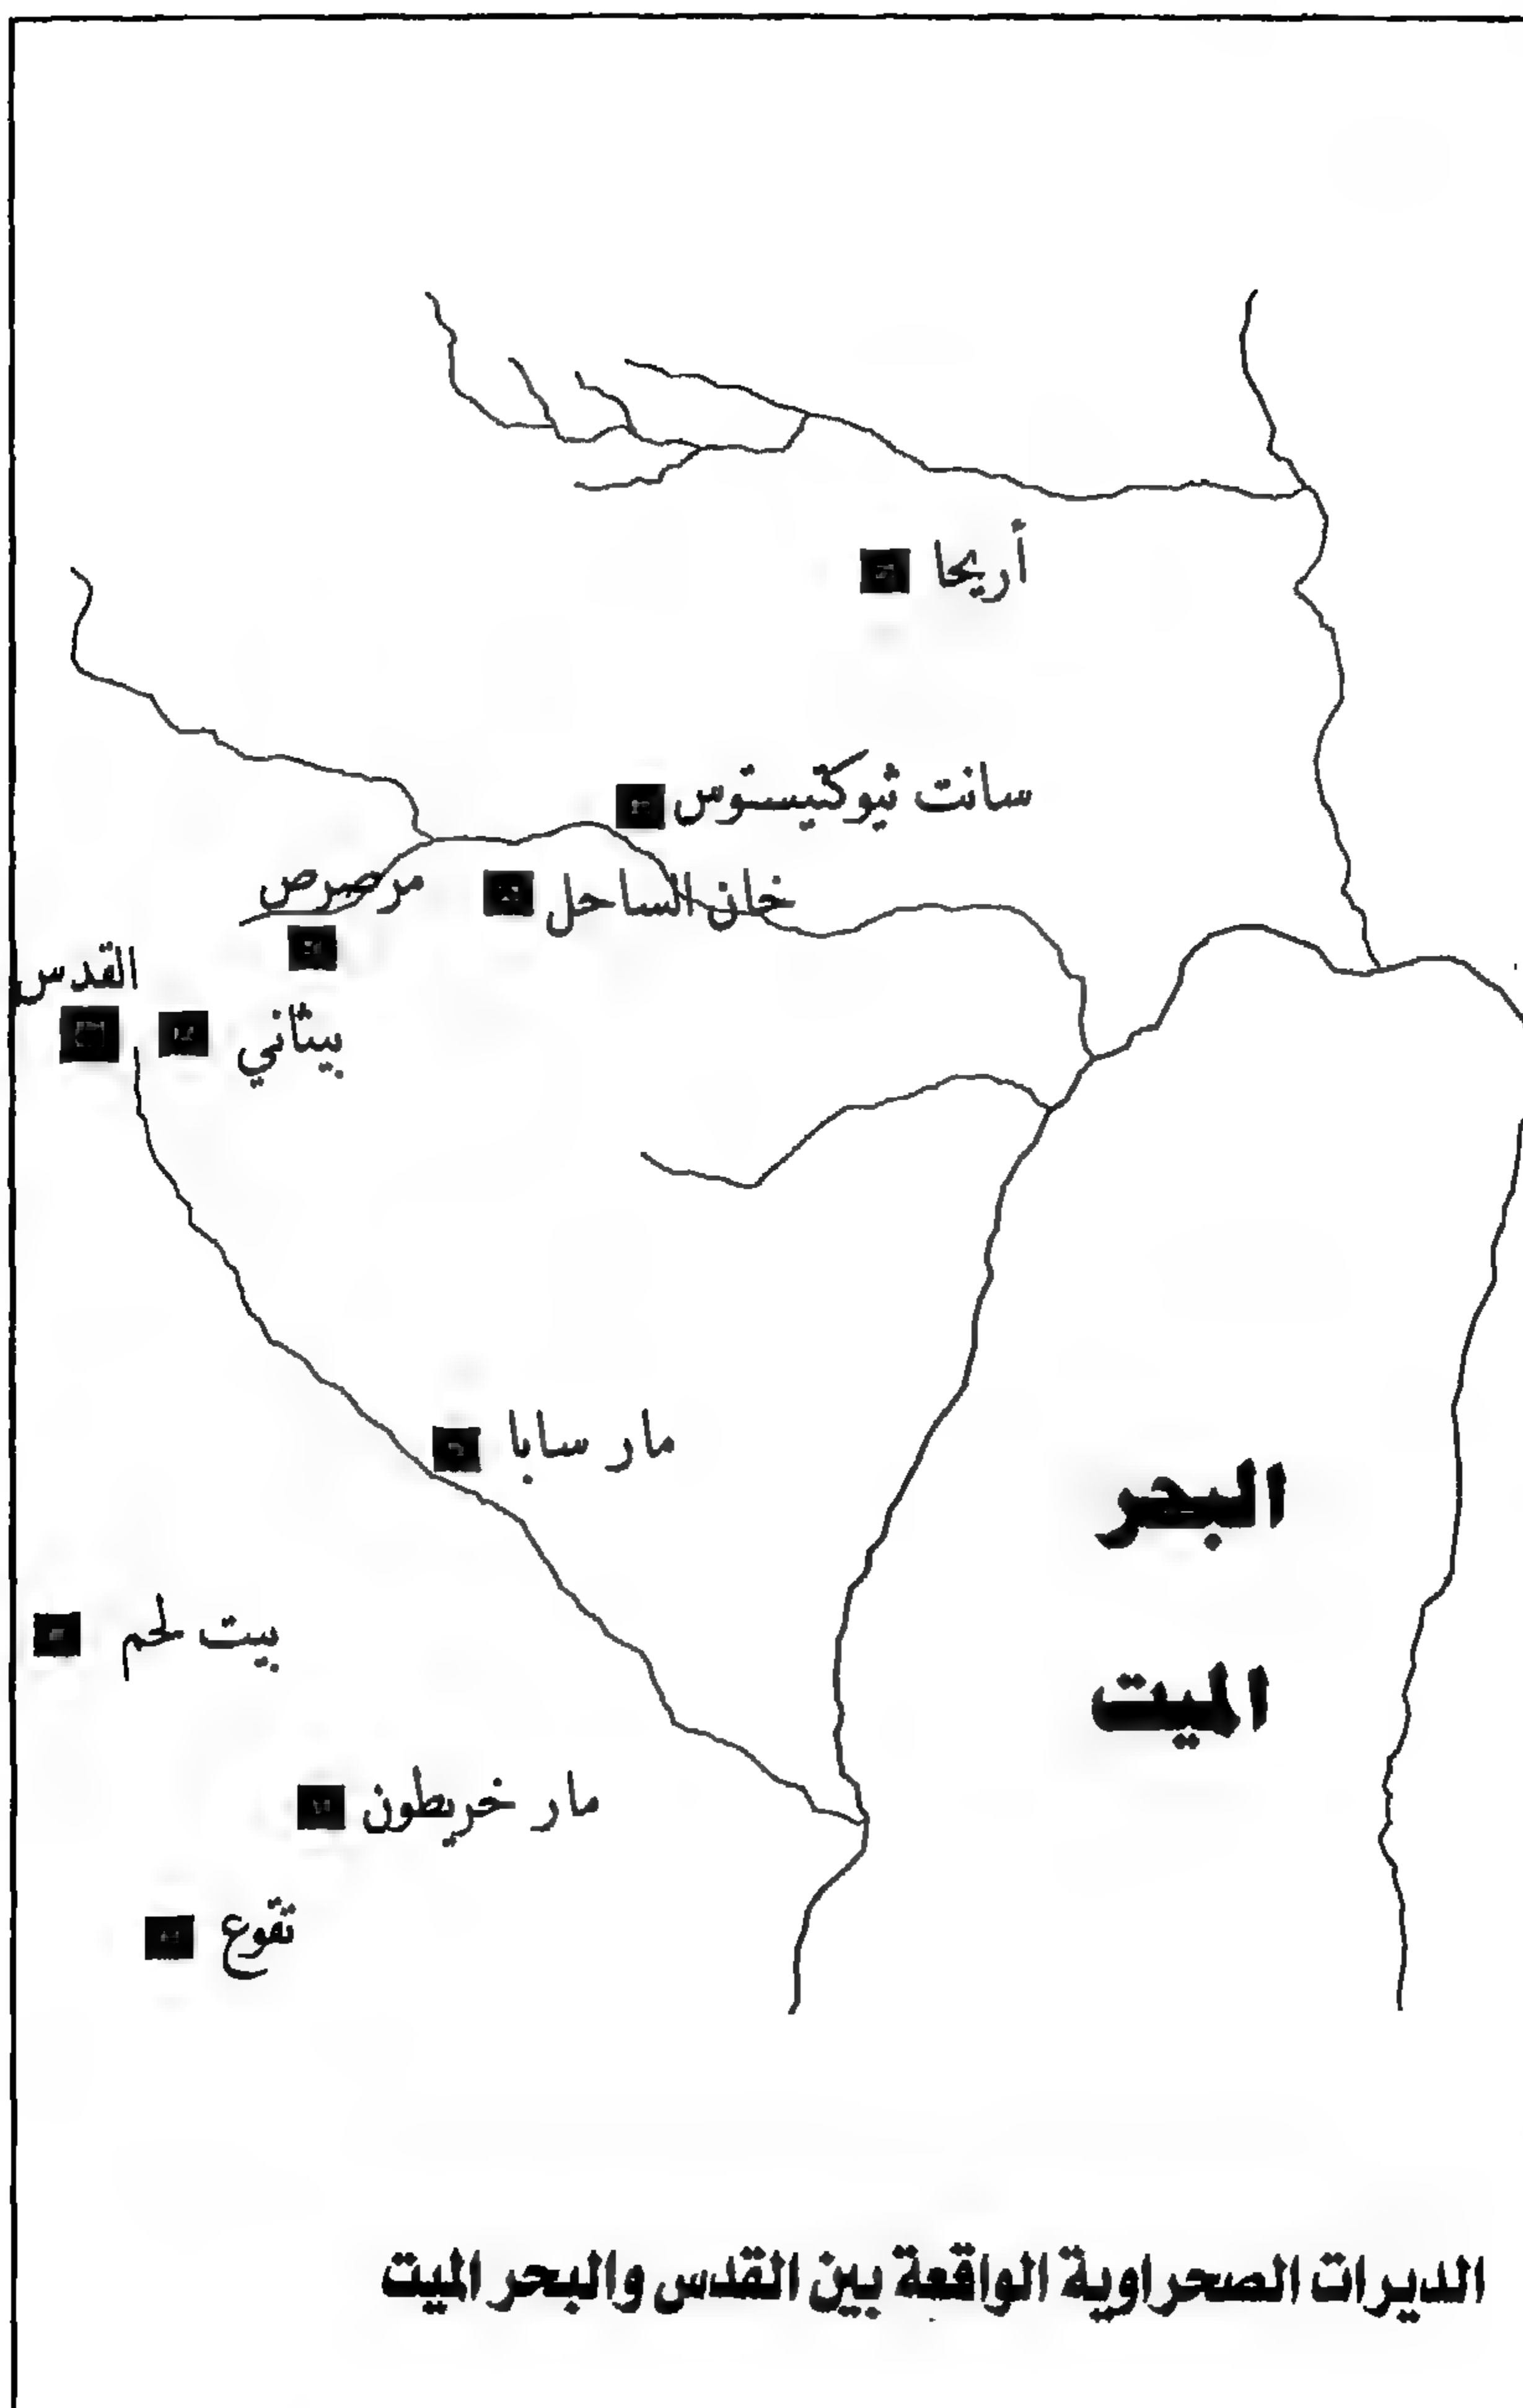 أريحا
سانت ثيوكتيستوس
خان الساحل
مرصرص
القدس
بيثاني
مار سابا
البحر
الميت
بيت لحم
مار خريطون
تقوع
الديرات الصحراوية الواقعة بين القدس والبحر الميت